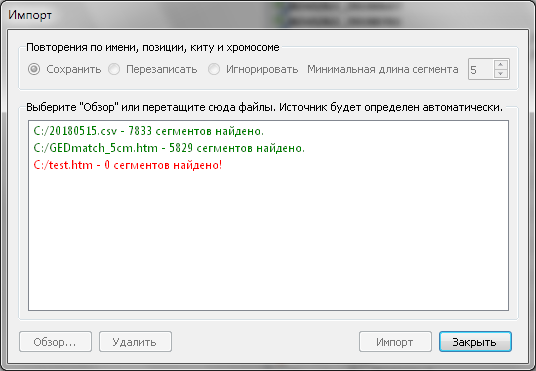 Импорт
Повторения по имени, позиции, киту и хромосоме
Сохранить Перезаписать Игнорировать Минимальная длина сегмента 5
Выберите "Обзор" или перетащите сюда файлы. Источник будет определен автоматически.
C:/20180515.csv - 7833 сегментов найдено.
C:/GEDmatch_5cm.htm - 5829 сегментов найдено.
C:/test.htm - 0 сегментов найдено!
Обзор... Удалить Импорт Закрыть